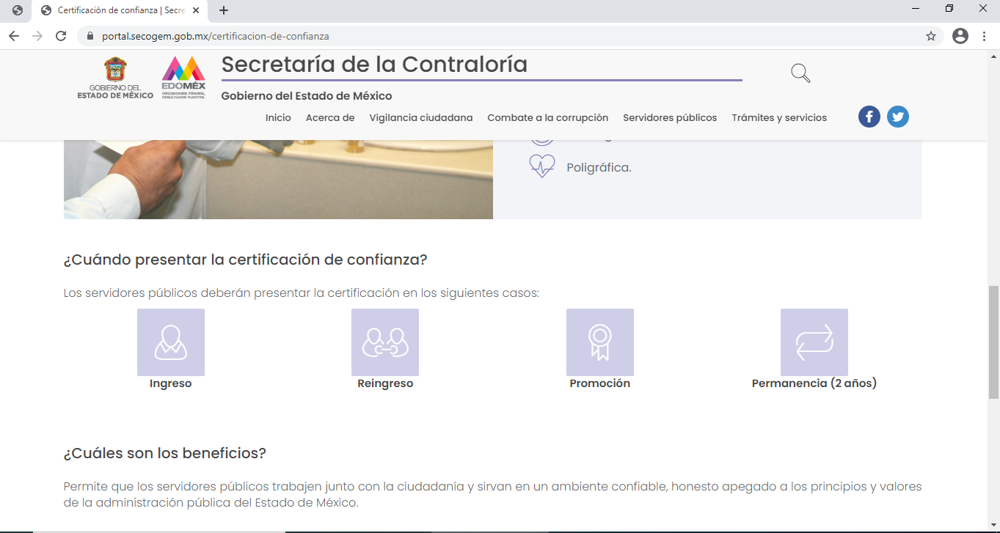 Certificación de confianza | Secre
portal.secogem.gob.mx/certificacion-de-confianza
GOBIERNO DEL
ESTADO DE MÉXICO
EDOMÉX
DECISIONES FIRMES,
RESULTADOS FUERTES.
Secretaría de la Contraloría
Gobierno del Estado de México
Inicio Acerca de Vigilancia ciudadana Combate a la corrupción Servidores públicos Trámites y servicios
Poligráfica.
¿Cuándo presentar la certificación de confianza?
Los servidores públicos deberán presentar la certificación en los siguientes casos:
Ingreso Reingreso Promoción Permanencia (2 años)
¿Cuáles son los beneficios?
Permite que los servidores públicos trabajen junto con la ciudadanía y sirvan en un ambiente confiable, honesto apegado a los principios y valores
de la administración pública del Estado de México.